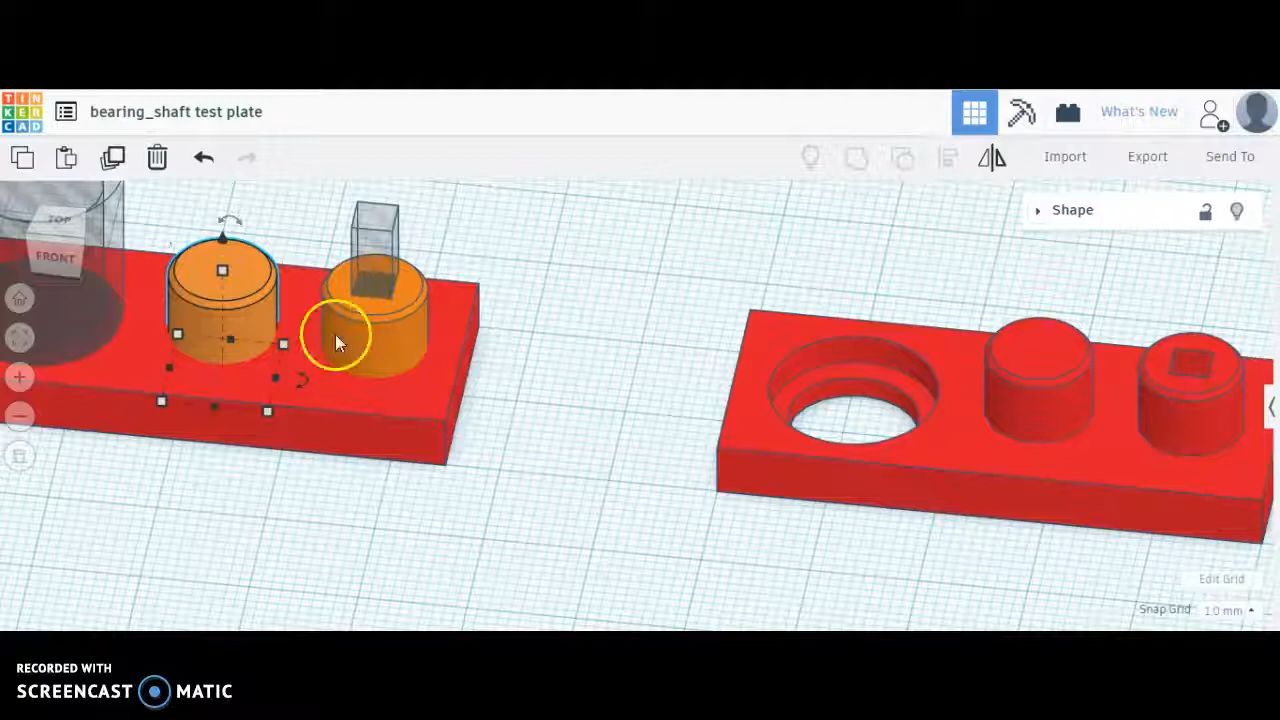 TIN
KER
CAD
bearing_shaft test plate
What's New
Import
Export
Send To
Shape
TOP
FRONT
Edit Grid
Snap Grid 1.0 mm
RECORDED WITH
SCREENCAST MATIC